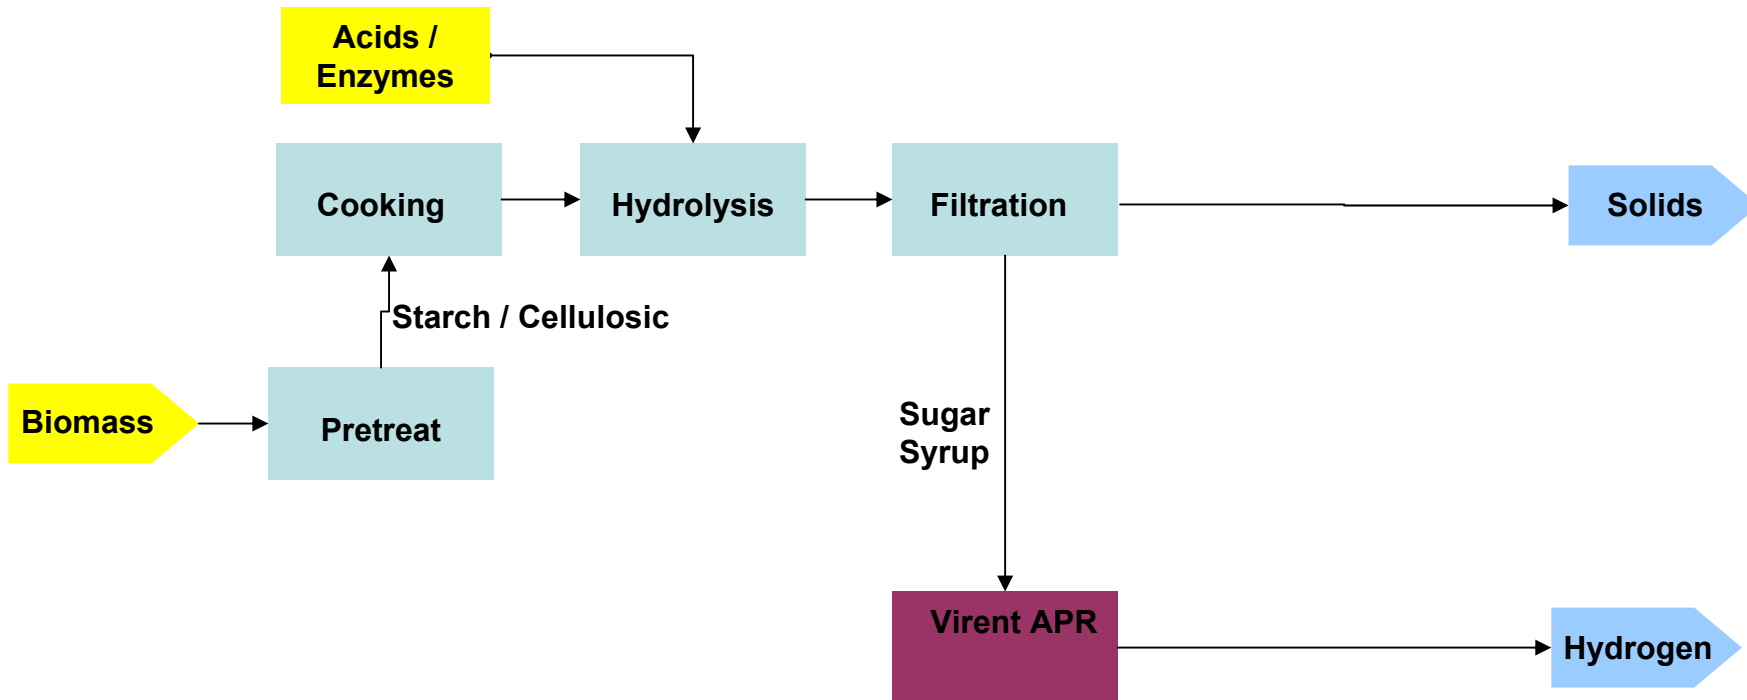 Acids /
Enzymes
Cooking
Hydrolysis
Filtration
Solids
Starch / Cellulosic
Biomass
Pretreat
Sugar
Syrup
Virent APR
Hydrogen